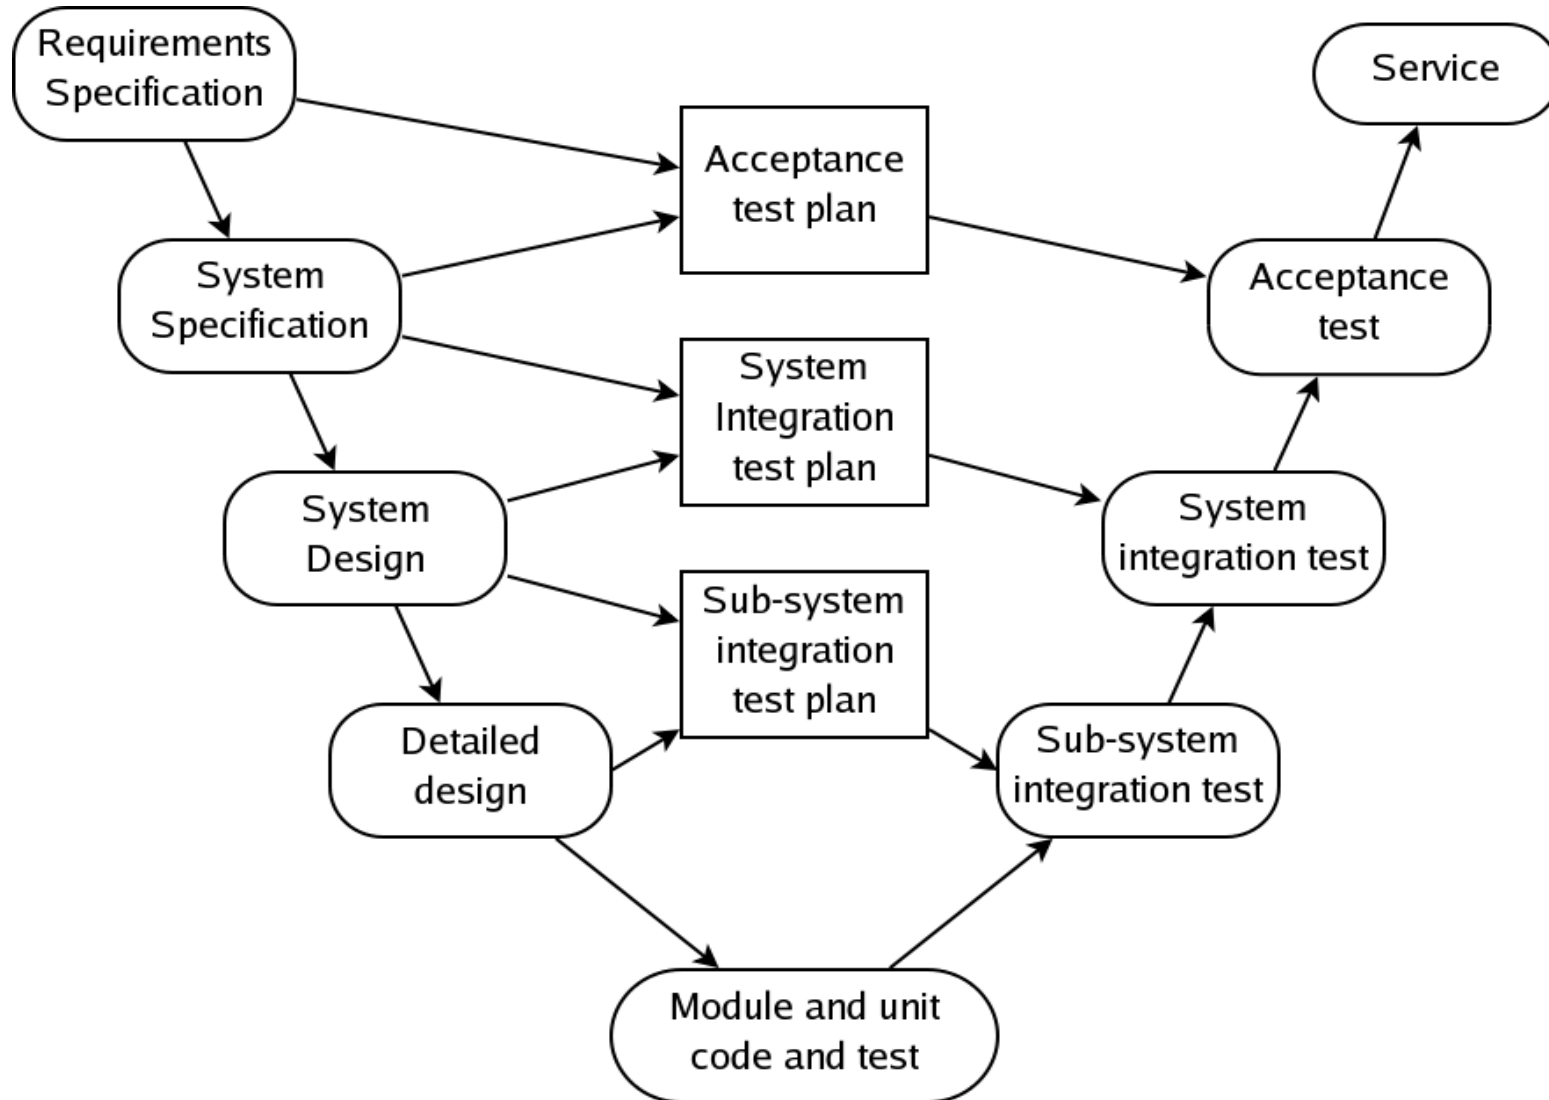 Requirements
Specification
Service
Acceptance
test plan
System
Specification
Acceptance
test
System
Integration
test plan
System
Design
System
integration test
Sub-system
integration
test plan
Detailed
design
Sub-system
integration test
Module and unit
code and test